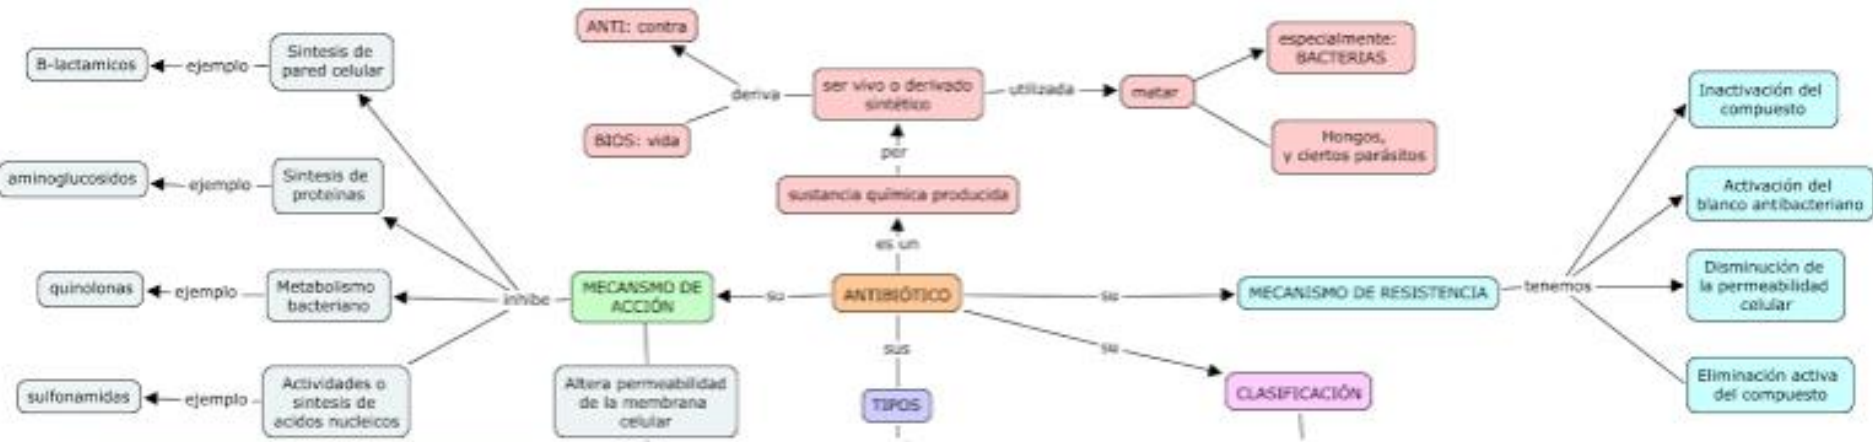 ANTI: contra
especialmente:
BACTERIAS
B-lactamicos
ejemplo
Sintesis de
pared celular
deriva
ser vivo o derivado
sintético
utilizada
matar
Inactivación del
compuesto
BIOS: vida
Hongos,
y ciertos parásitos
per
aminoglucosidos
ejemplo
Sintesis de
proteinas
sustancia química producida
Activación del
blanco antibacteriano
es un
quinolonas
ejemplo
Metabolismo
bacteriano
inhibe
MECANSMO DE
ACCIÓN
su
ANTIBIÓTICO
su
MECANISMO DE RESISTENCIA
tenemos
Disminución de
la permeabilidad
celular
sus
su
sulfonamidas
ejemplo
Actividades o
sintesis de
acidos nucleicos
Altera permeabilidad
de la membrana
celular
TIPOS
CLASIFICACIÓN
Eliminación activa
del compuesto